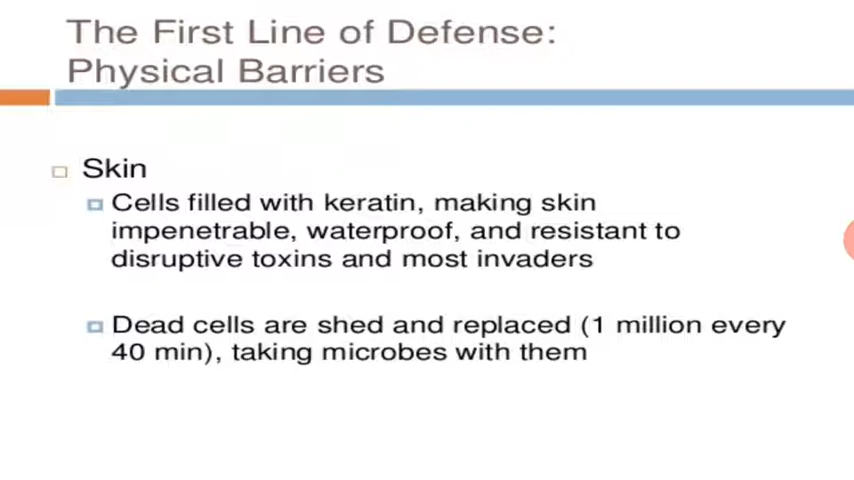 The First Line of Defense:
Physical Barriers
Skin
Cells filled with keratin, making skin
impenetrable, waterproof, and resistant to
disruptive toxins and most invaders
Dead cells are shed and replaced (1 million every
40 min), taking microbes with them